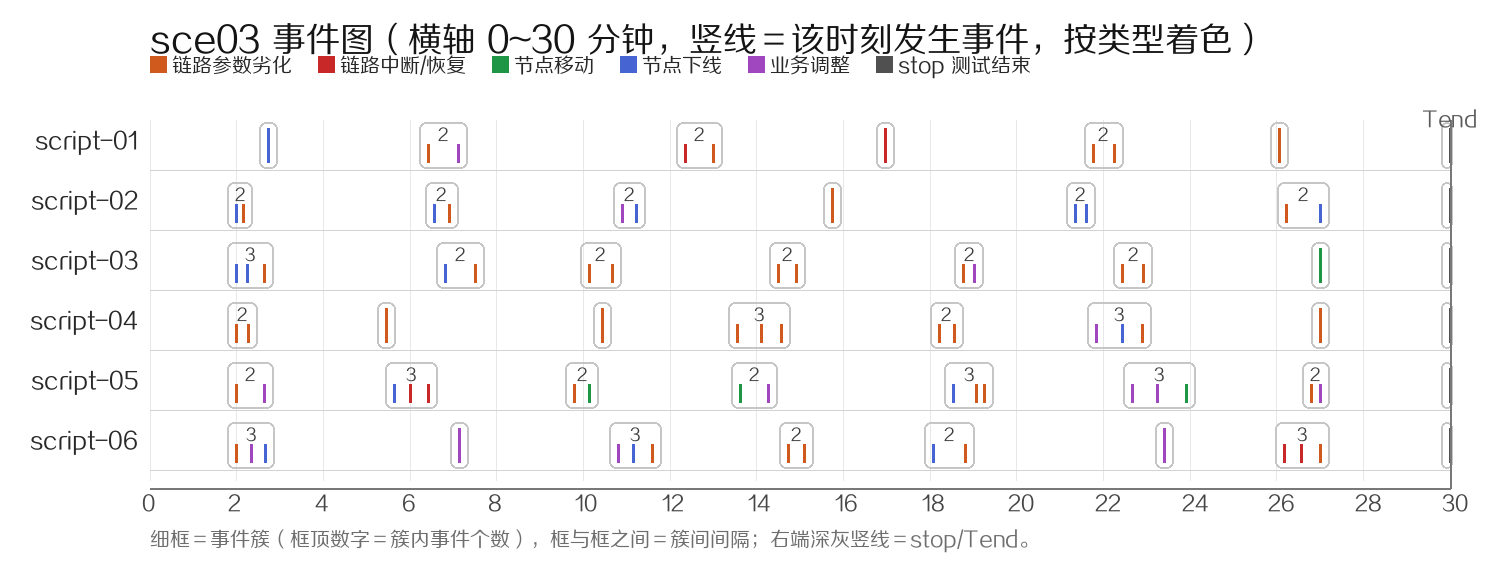 sce03 事件图（横轴 0~30 分钟，竖线＝该时刻发生事件，按类型着色）
链路参数劣化 链路中断/恢复 节点移动 节点下线 业务调整 stop 测试结束
Tend
script-01 2 2 2
script-02 2 2 2 2 2
script-03 3 2 2 2 2 2
script-04 2 3 2 3
script-05 2 3 2 2 3 3 2
script-06 3 3 2 2 3
0 2 4 6 8 10 12 14 16 18 20 22 24 26 28 30
细框＝事件簇（框顶数字＝簇内事件个数），框与框之间＝簇间间隔；右端深灰竖线＝stop/Tend。